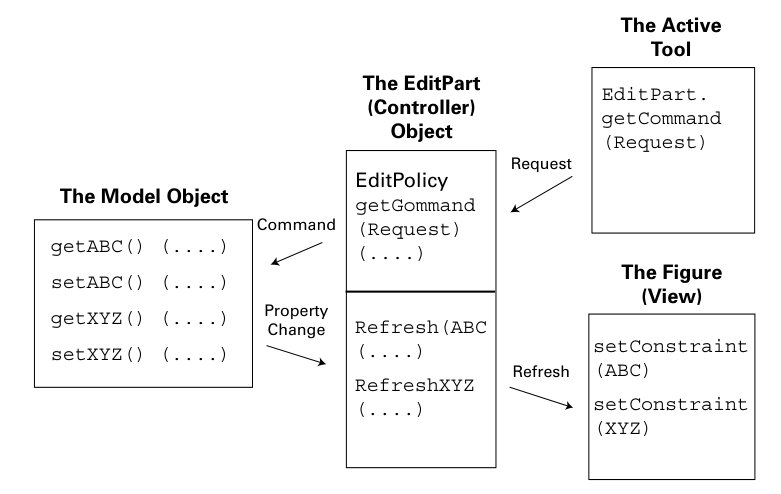 The Active
Tool
EditPart.
getCommand
(Request)
The EditPart
(Controller)
Object
EditPolicy
getGommand
(Request)
(....)
Request
The Model Object
getABC() (....)
setABC() (....)
getXYZ() (....)
setXYZ() (....)
Command
Property
Change
Refresh(ABC
(....)
RefreshXYZ
(....)
Refresh
The Figure
(View)
setConstraint
(ABC)
setConstraint
(XYZ)